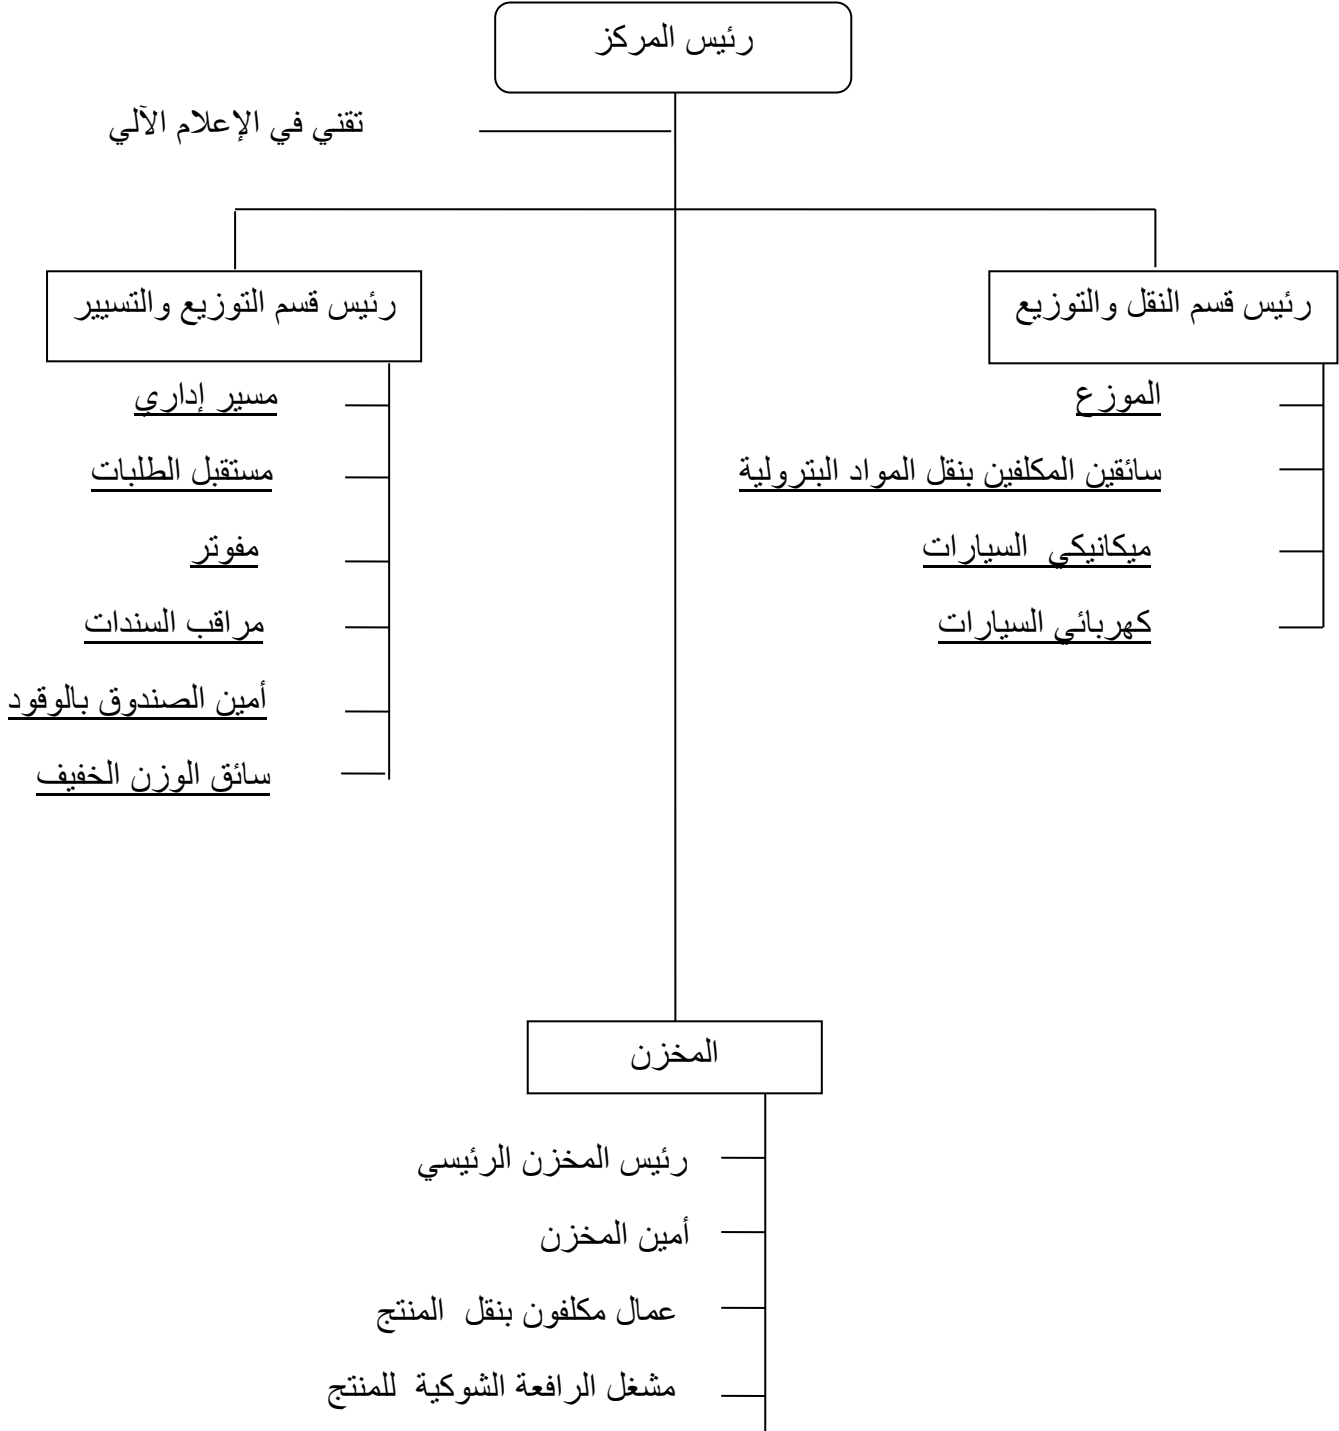 رئيس المركز
تقني في الإعلام الآلي
رئيس قسم النقل والتوزيع
الموزع
سائقين المكلفين بنقل المواد البترولية
ميكانيكي السيارات
كهربائي السيارات
رئيس قسم التوزيع والتسيير
مسير إداري
مستقبل الطلبات
مفوتر
مراقب السندات
أمين الصندوق بالوقود
سائق الوزن الخفيف
المخزن
رئيس المخزن الرئيسي
أمين المخزن
عمال مكلفون بنقل المنتج
مشغل الرافعة الشوكية للمنتج